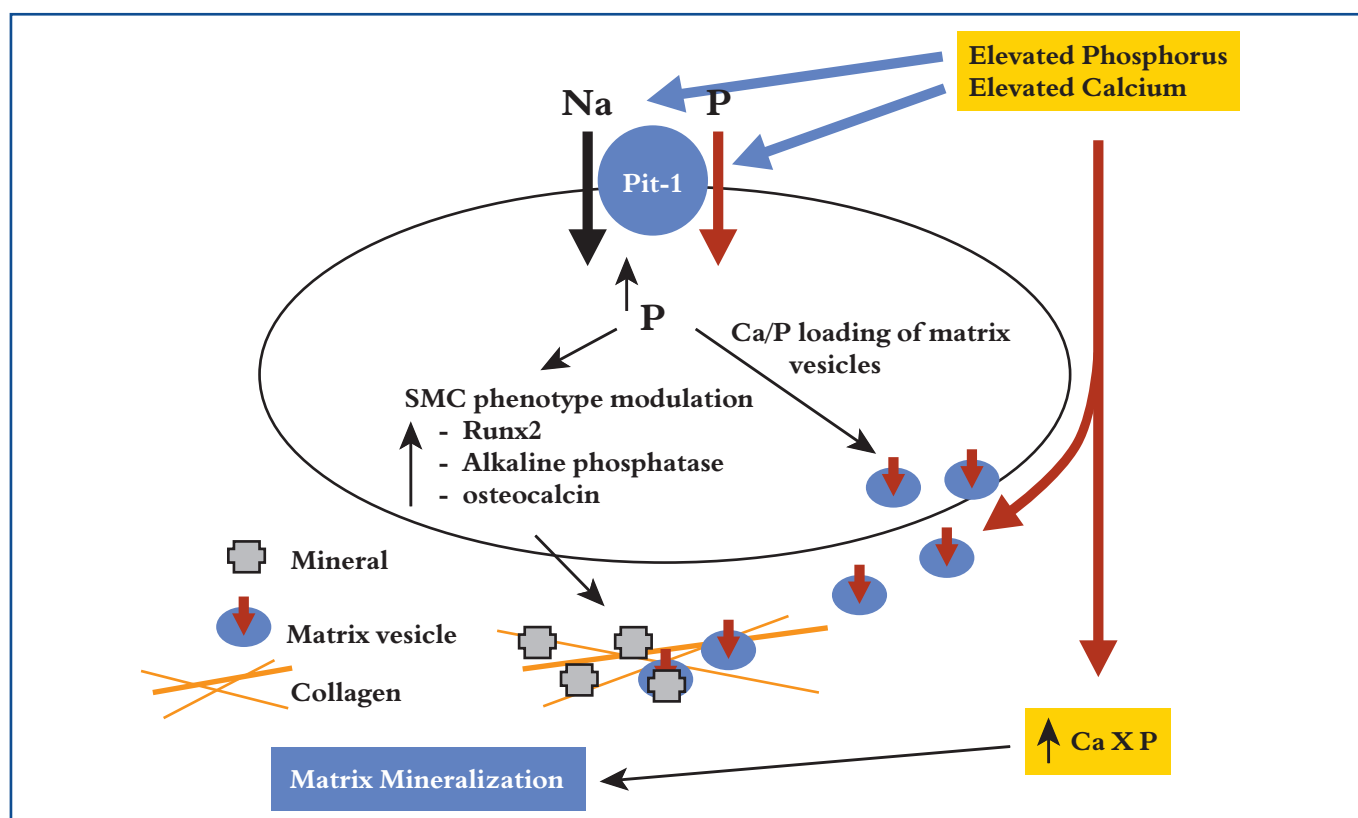 Elevated Phosphorus
Elevated Calcium
Na
P
Pit-1
P
Ca/P loading of matrix
vesicles
SMC phenotype modulation
- Runx2
- Alkaline phosphatase
- osteocalcin
Mineral
Matrix vesicle
Collagen
Ca X P
Matrix Mineralization